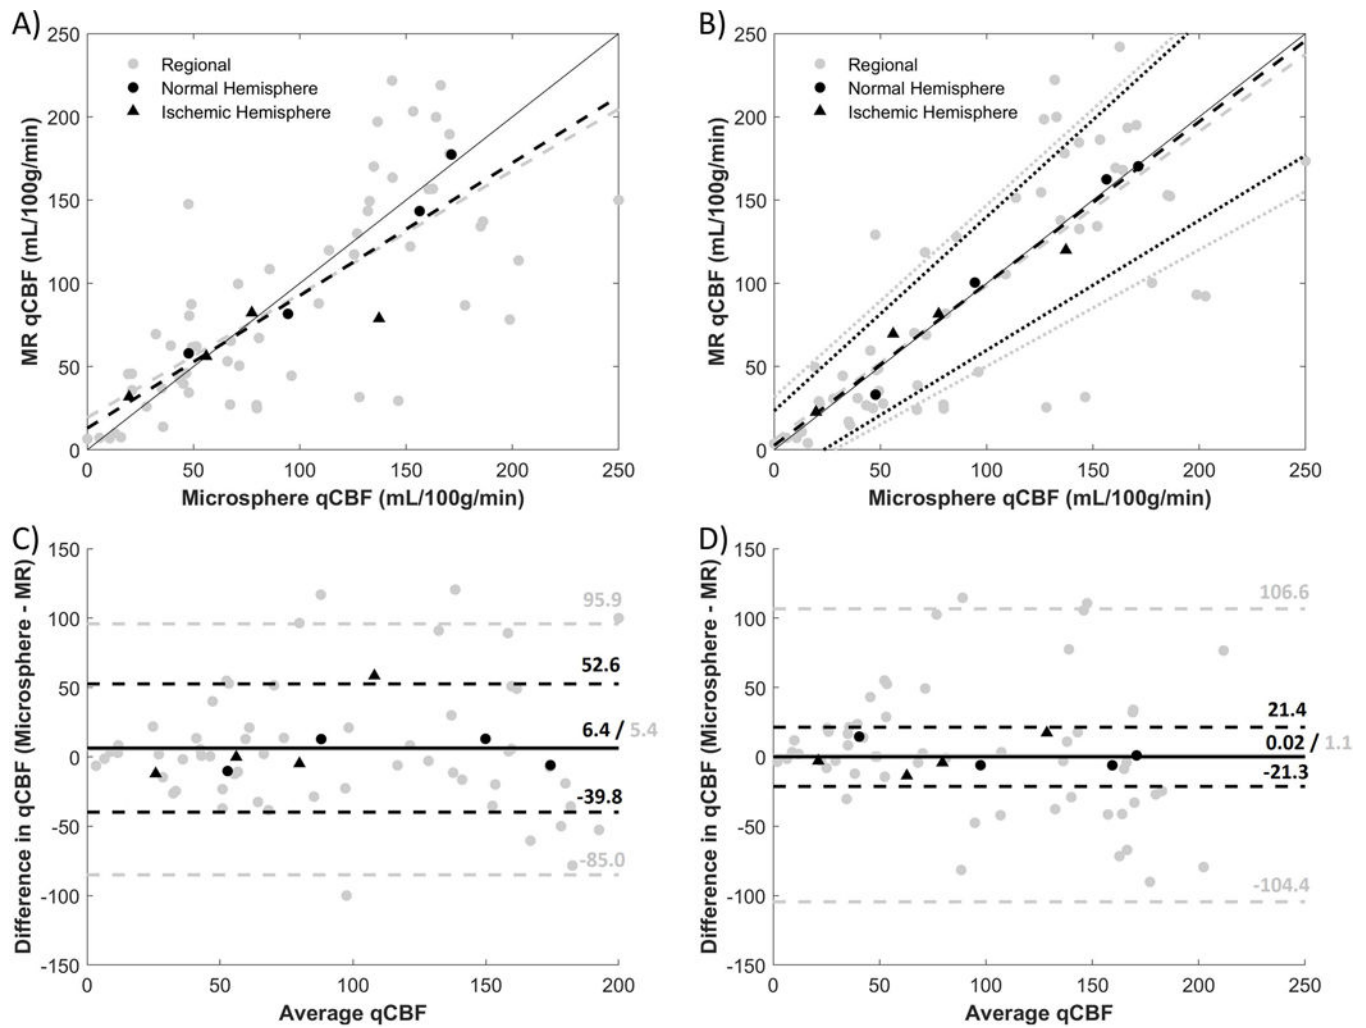 A)
250
200
150
100
50
0
Regional
Normal Hemisphere
Ischemic Hemisphere
MR qCBF (mL/100g/min)
0 50 100 150 200 250
Microsphere qCBF (mL/100g/min)
B)
250
200
150
100
50
0
Regional
Normal Hemisphere
Ischemic Hemisphere
MR qCBF (mL/100g/min)
0 50 100 150 200 250
Microsphere qCBF (mL/100g/min)
C)
150
100
50
0
-50
-100
-150
Difference in qCBF (Microsphere - MR)
95.9
52.6
6.4 / 5.4
-39.8
-85.0
0 50 100 150 200
Average qCBF
D)
150
100
50
0
-50
-100
-150
Difference in qCBF (Microsphere - MR)
106.6
21.4
0.02 / 1.1
-21.3
-104.4
0 50 100 150 200 250
Average qCBF